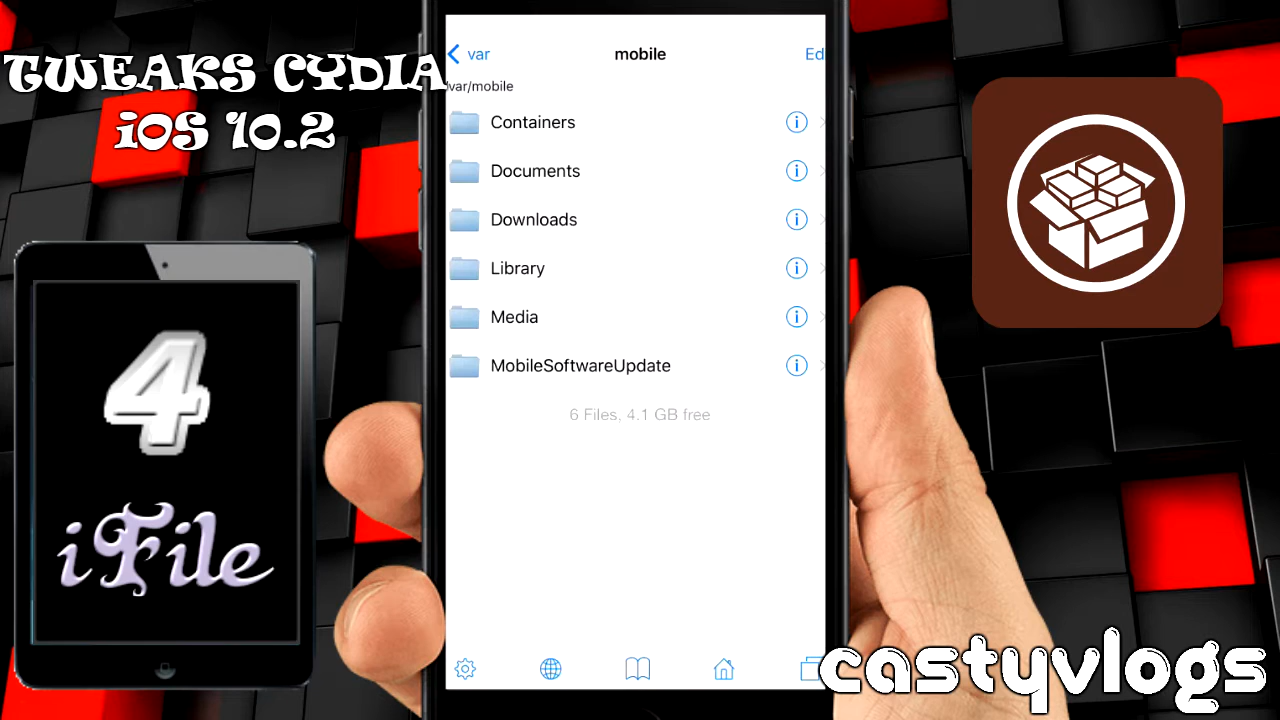 TWEAKS CYDIA
iOS 10.2
4
iFile
var
mobile
Ed
/var/mobile
Containers
Documents
Downloads
Library
Media
MobileSoftwareUpdate
6 Files, 4.1 GB free
castyvlogs